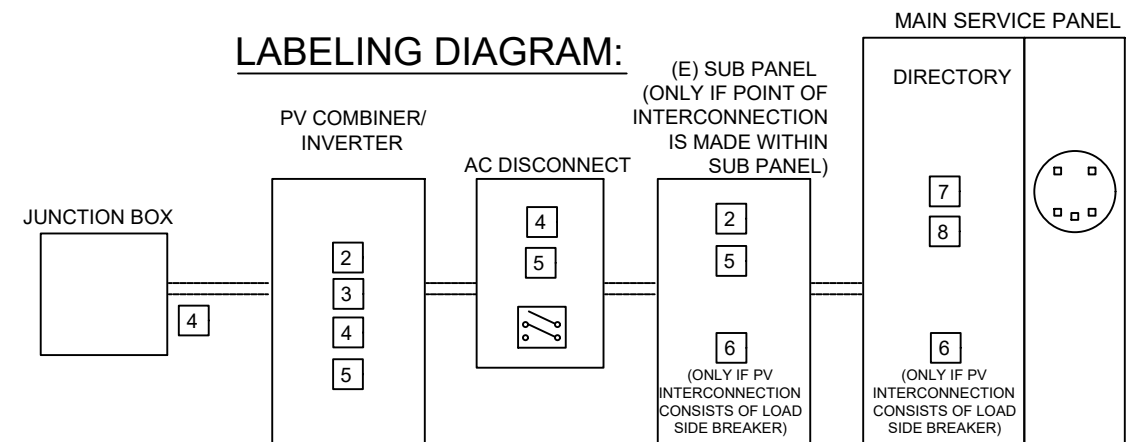 LABELING DIAGRAM:
JUNCTION BOX
4
PV COMBINER/
INVERTER
2
3
4
5
AC DISCONNECT
4
5
(E) SUB PANEL
(ONLY IF POINT OF
INTERCONNECTION
IS MADE WITHIN
SUB PANEL)
2
5
6
(ONLY IF PV
INTERCONNECTION
CONSISTS OF LOAD
SIDE BREAKER)
MAIN SERVICE PANEL
DIRECTORY
7
8
6
(ONLY IF PV
INTERCONNECTION
CONSISTS OF LOAD
SIDE BREAKER)